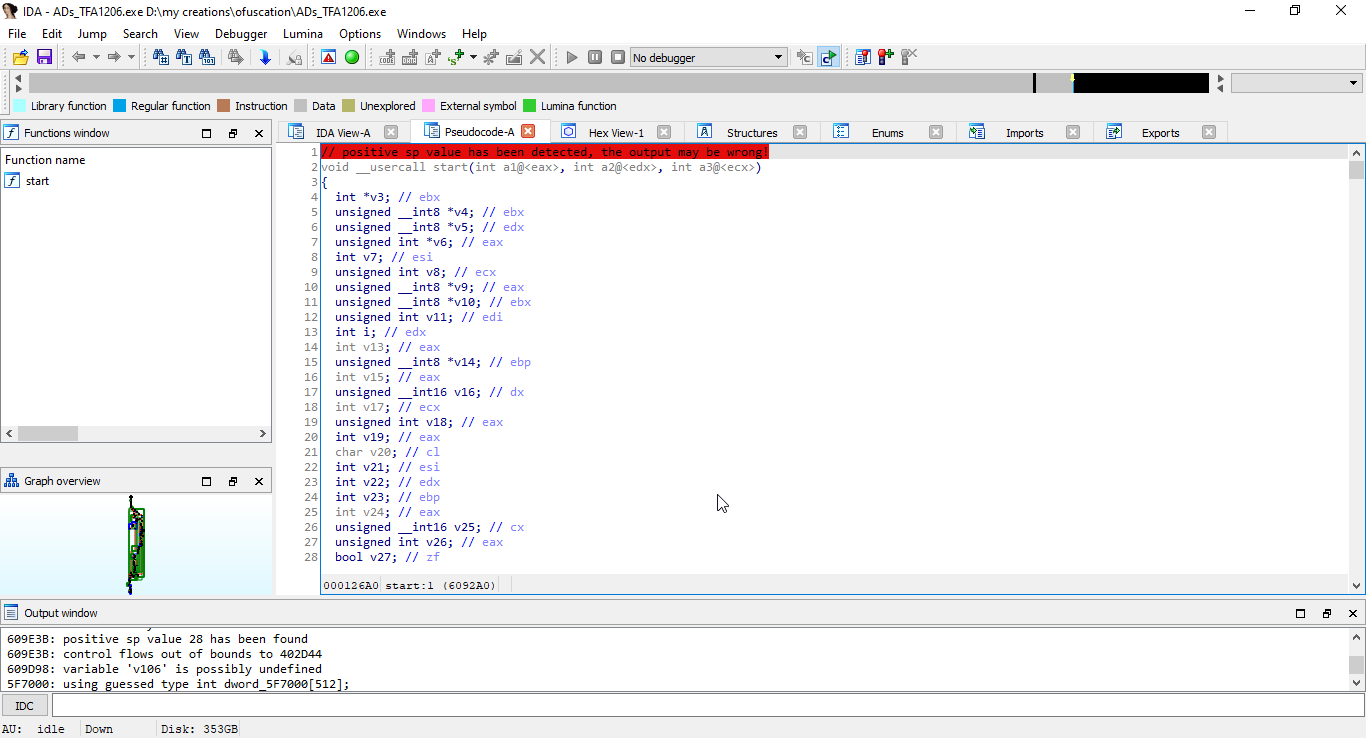 IDA - ADs_TFA1206.exe D:\my creations\ofuscation\ADs_TFA1206.exe
File Edit Jump Search View Debugger Lumina Options Windows Help
No debugger
Library function Regular function Instruction Data Unexplored External symbol Lumina function
Functions window
Function name
start
Graph overview
IDA View-A Pseudocode-A Hex View-1 Structures Enums Imports Exports
1 // positive sp value has been detected, the output may be wrong!
2 void __usercall start(int a1@<eax>, int a2@<edx>, int a3@<ecx>)
3 {
4 int *v3; // ebx
5 unsigned __int8 *v4; // ebx
6 unsigned __int8 *v5; // edx
7 unsigned int *v6; // eax
8 int v7; // esi
9 unsigned int v8; // ecx
10 unsigned __int8 *v9; // eax
11 unsigned __int8 *v10; // ebx
12 unsigned int v11; // edi
13 int i; // edx
14 int v13; // eax
15 unsigned __int8 *v14; // ebp
16 int v15; // eax
17 unsigned __int16 v16; // dx
18 int v17; // ecx
19 unsigned int v18; // eax
20 int v19; // eax
21 char v20; // cl
22 int v21; // esi
23 int v22; // edx
24 int v23; // ebp
25 int v24; // eax
26 unsigned __int16 v25; // cx
27 unsigned int v26; // eax
28 bool v27; // zf
000126A0 start:1 (6092A0)
Output window
609E3B: positive sp value 28 has been found
609E3B: control flows out of bounds to 402D44
609D98: variable 'v106' is possibly undefined
5F7000: using guessed type int dword_5F7000[512];
IDC
AU: idle Down Disk: 353GB